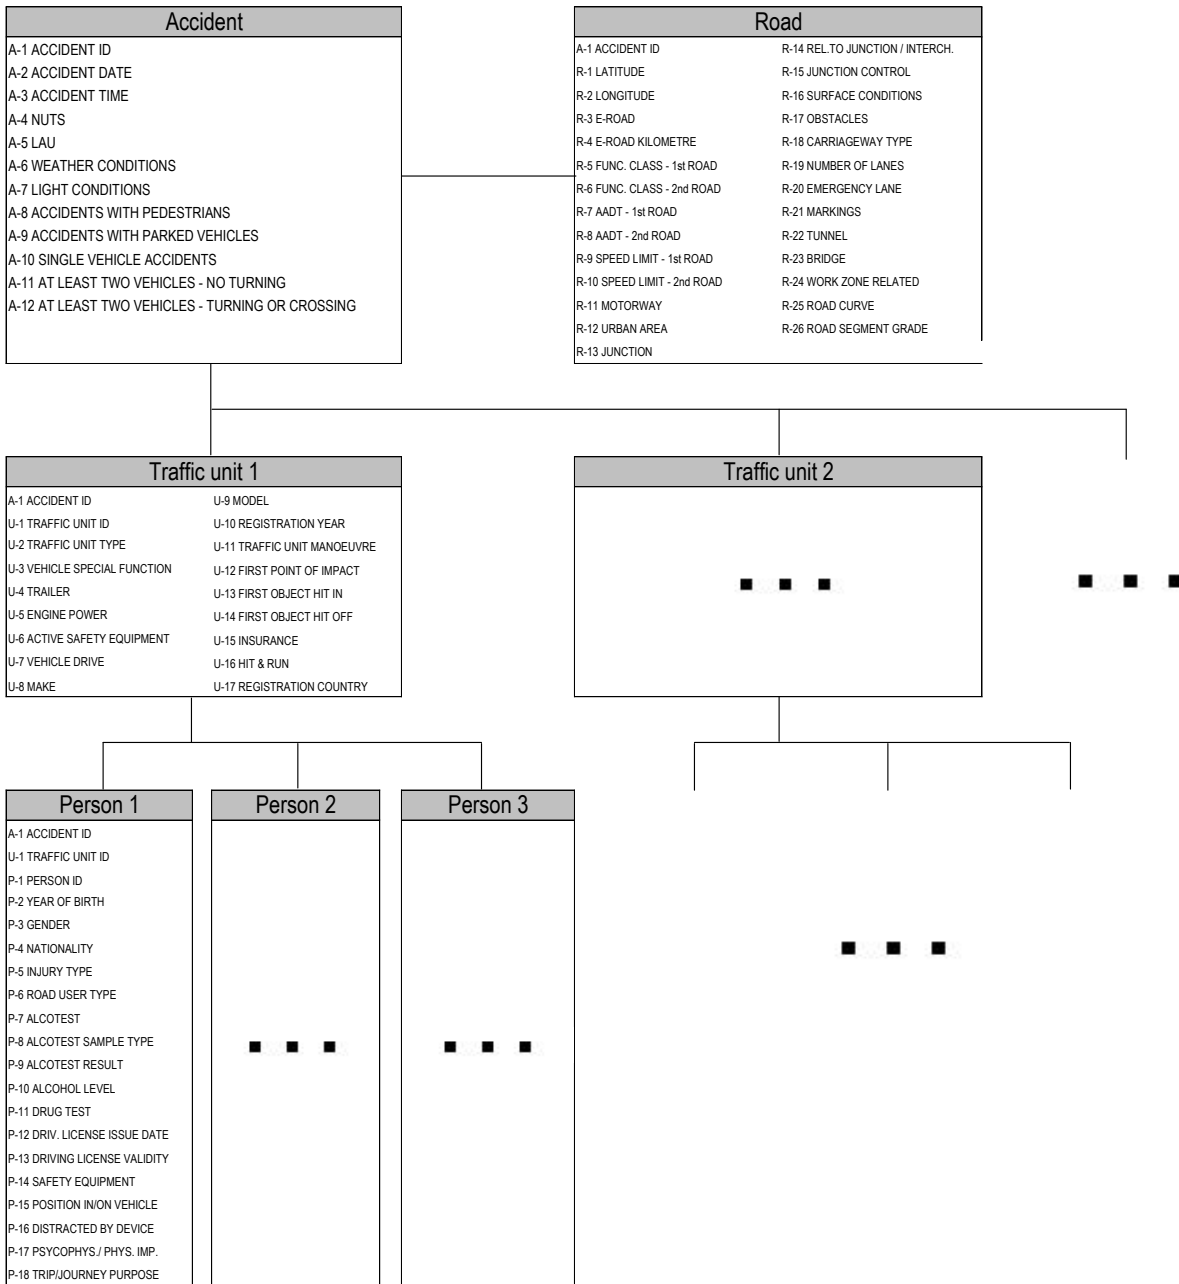 Accident
A-1 ACCIDENT ID
A-2 ACCIDENT DATE
A-3 ACCIDENT TIME
A-4 NUTS
A-5 LAU
A-6 WEATHER CONDITIONS
A-7 LIGHT CONDITIONS
A-8 ACCIDENTS WITH PEDESTRIANS
A-9 ACCIDENTS WITH PARKED VEHICLES
A-10 SINGLE VEHICLE ACCIDENTS
A-11 AT LEAST TWO VEHICLES - NO TURNING
A-12 AT LEAST TWO VEHICLES - TURNING OR CROSSING
Road
A-1 ACCIDENT ID
R-1 LATITUDE
R-2 LONGITUDE
R-3 E-ROAD
R-4 E-ROAD KILOMETRE
R-5 FUNC. CLASS - 1st ROAD
R-6 FUNC. CLASS - 2nd ROAD
R-7 AADT - 1st ROAD
R-8 AADT - 2nd ROAD
R-9 SPEED LIMIT - 1st ROAD
R-10 SPEED LIMIT - 2nd ROAD
R-11 MOTORWAY
R-12 URBAN AREA
R-13 JUNCTION
R-14 REL.TO JUNCTION / INTERCH.
R-15 JUNCTION CONTROL
R-16 SURFACE CONDITIONS
R-17 OBSTACLES
R-18 CARRIAGEWAY TYPE
R-19 NUMBER OF LANES
R-20 EMERGENCY LANE
R-21 MARKINGS
R-22 TUNNEL
R-23 BRIDGE
R-24 WORK ZONE RELATED
R-25 ROAD CURVE
R-26 ROAD SEGMENT GRADE
Traffic unit 1
A-1 ACCIDENT ID
U-1 TRAFFIC UNIT ID
U-2 TRAFFIC UNIT TYPE
U-3 VEHICLE SPECIAL FUNCTION
U-4 TRAILER
U-5 ENGINE POWER
U-6 ACTIVE SAFETY EQUIPMENT
U-7 VEHICLE DRIVE
U-8 MAKE
U-9 MODEL
U-10 REGISTRATION YEAR
U-11 TRAFFIC UNIT MANOEUVRE
U-12 FIRST POINT OF IMPACT
U-13 FIRST OBJECT HIT IN
U-14 FIRST OBJECT HIT OFF
U-15 INSURANCE
U-16 HIT & RUN
U-17 REGISTRATION COUNTRY
Traffic unit 2
Person 1
A-1 ACCIDENT ID
U-1 TRAFFIC UNIT ID
P-1 PERSON ID
P-2 YEAR OF BIRTH
P-3 GENDER
P-4 NATIONALITY
P-5 INJURY TYPE
P-6 ROAD USER TYPE
P-7 ALCOTEST
P-8 ALCOTEST SAMPLE TYPE
P-9 ALCOTEST RESULT
P-10 ALCOHOL LEVEL
P-11 DRUG TEST
P-12 DRIV. LICENSE ISSUE DATE
P-13 DRIVING LICENSE VALIDITY
P-14 SAFETY EQUIPMENT
P-15 POSITION IN/ON VEHICLE
P-16 DISTRACTED BY DEVICE
P-17 PSYCOPHYS./ PHYS. IMP.
P-18 TRIP/JOURNEY PURPOSE
Person 2
Person 3